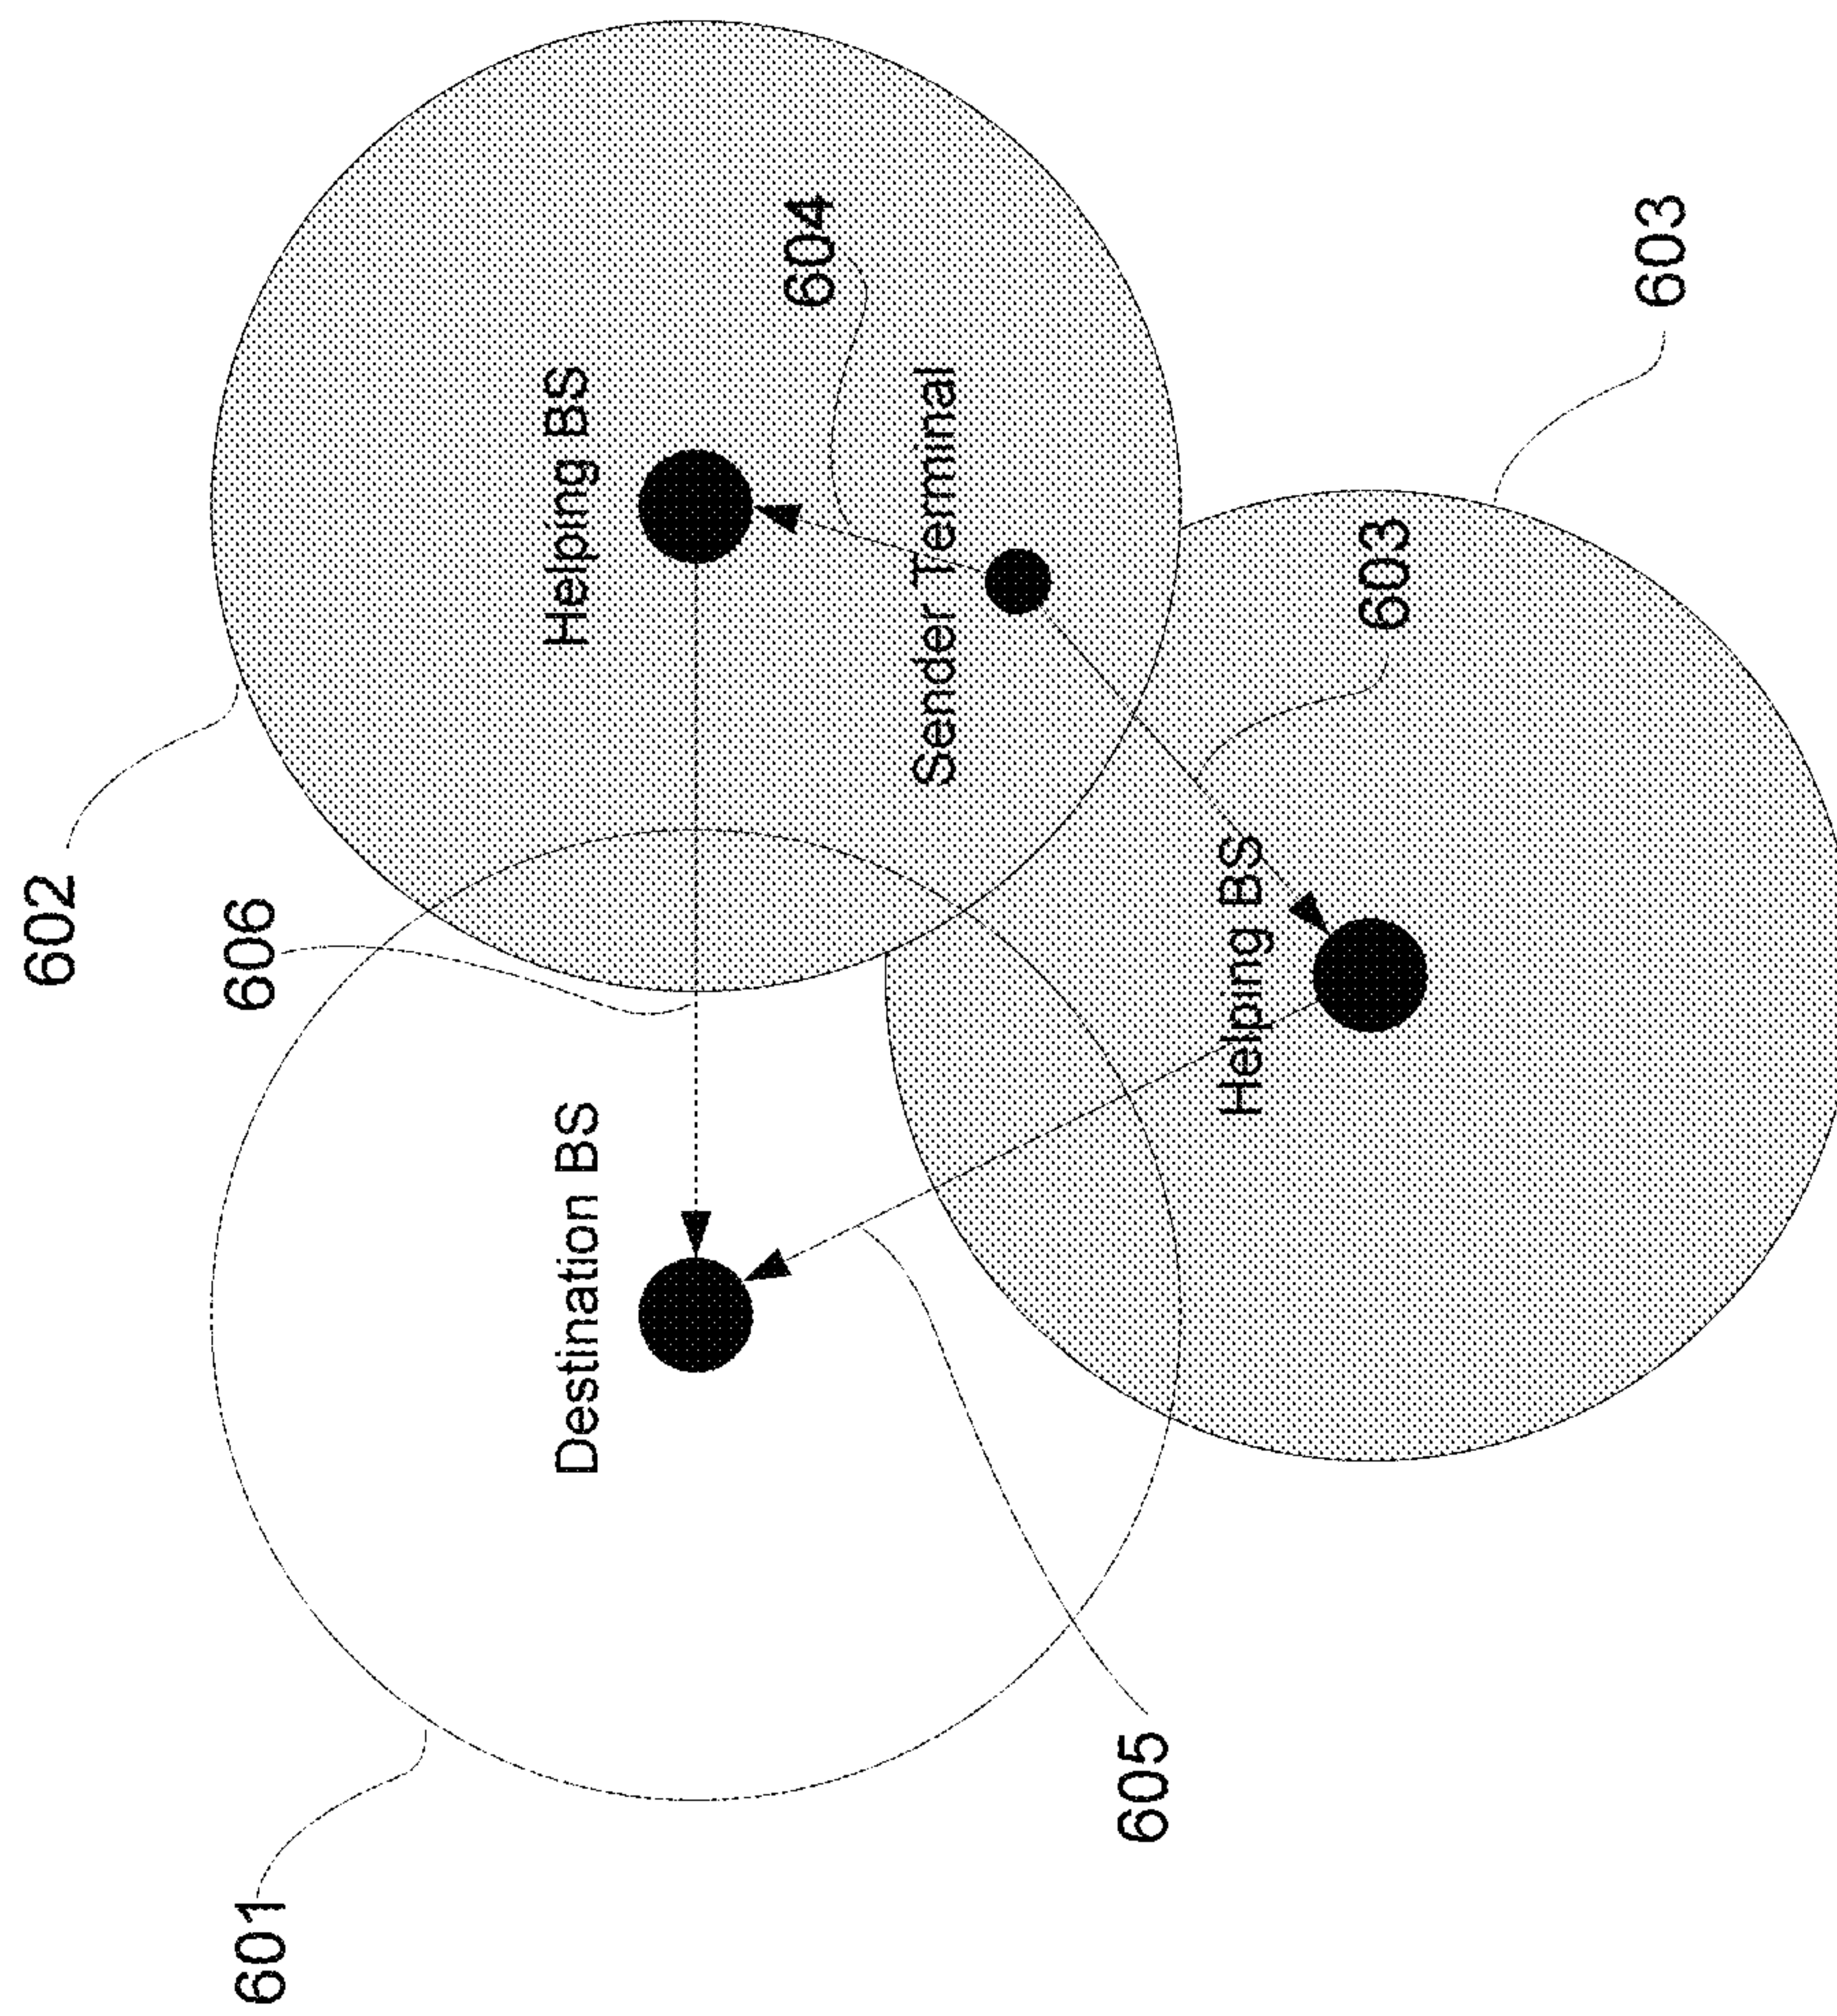 602
606
601
Destination BS
Helping BS
604
Sender Terminal
605
Helping BS
603
603